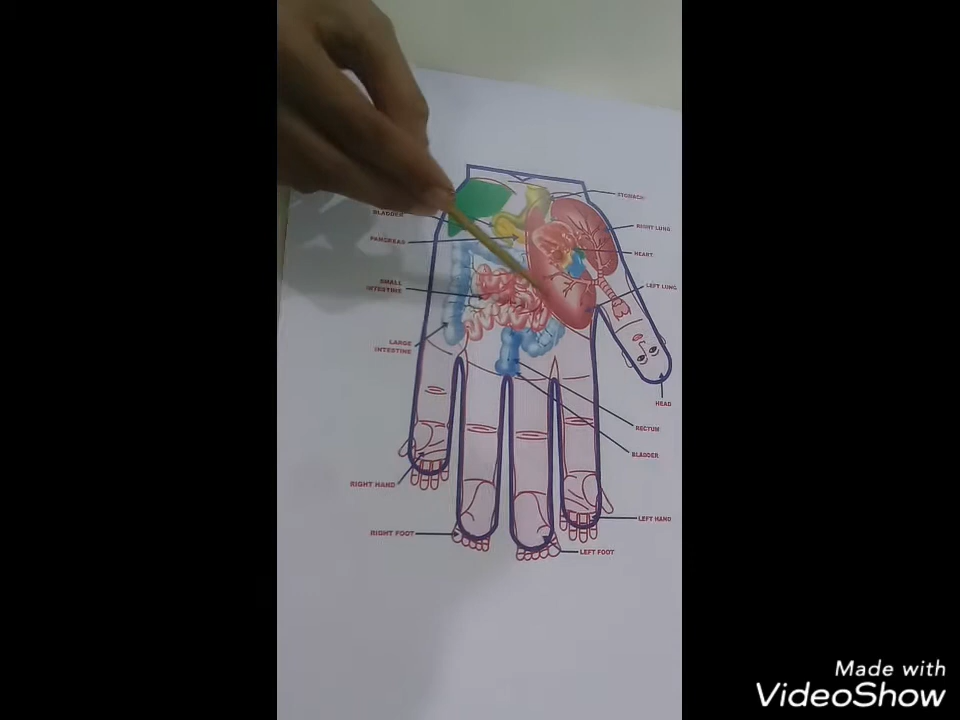 STOMACH
BLADDER
RIGHT LUNG
PANCREAS
HEART
SMALL
INTESTINE
LEFT LUNG
LARGE
INTESTINE
HEAD
RECTUM
BLADDER
RIGHT HAND
LEFT HAND
RIGHT FOOT
LEFT FOOT
Made with
VideoShow